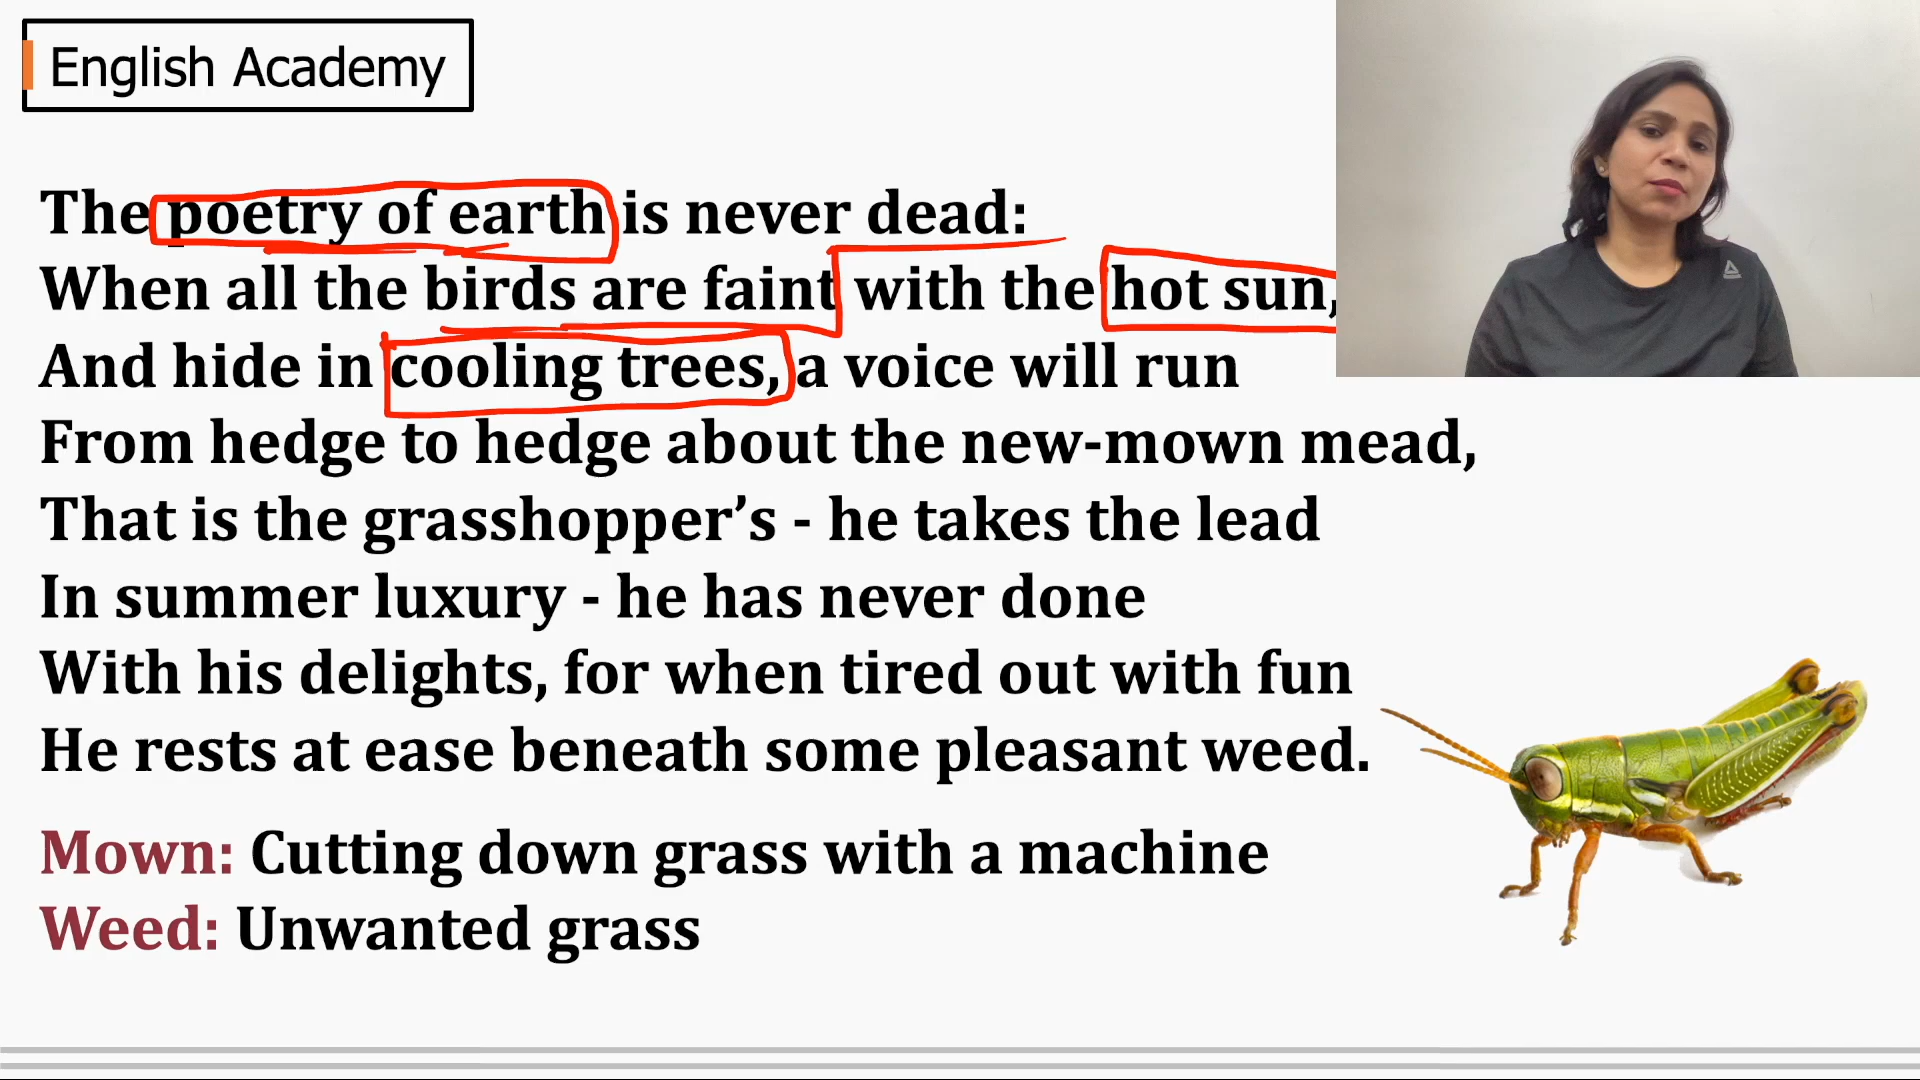 English Academy
The poetry of earth is never dead:
When all the birds are faint with the hot sun,
And hide in cooling trees, a voice will run
From hedge to hedge about the new-mown mead,
That is the grasshopper’s - he takes the lead
In summer luxury - he has never done
With his delights, for when tired out with fun
He rests at ease beneath some pleasant weed.
Mown: Cutting down grass with a machine
Weed: Unwanted grass